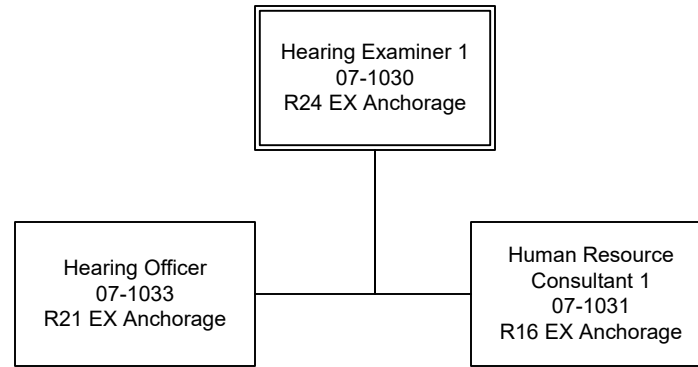 Hearing Examiner 1
07-1030
R24 EX Anchorage
Hearing Officer
07-1033
R21 EX Anchorage
Human Resource
Consultant 1
07-1031
R16 EX Anchorage